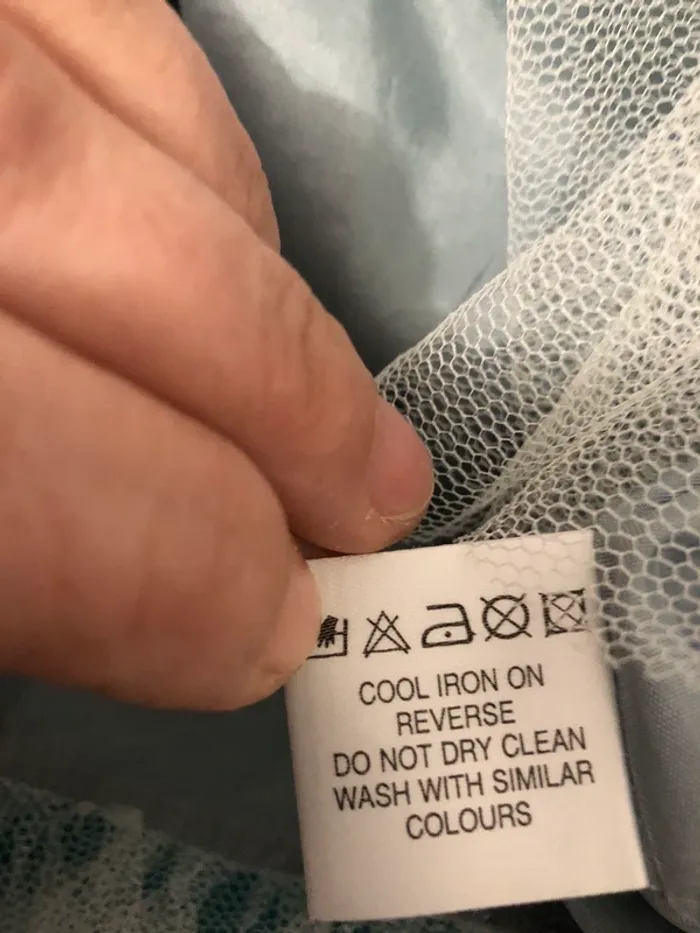 COOL IRON ON
REVERSE
DO NOT DRY CLEAN
WASH WITH SIMILAR
COLOURS